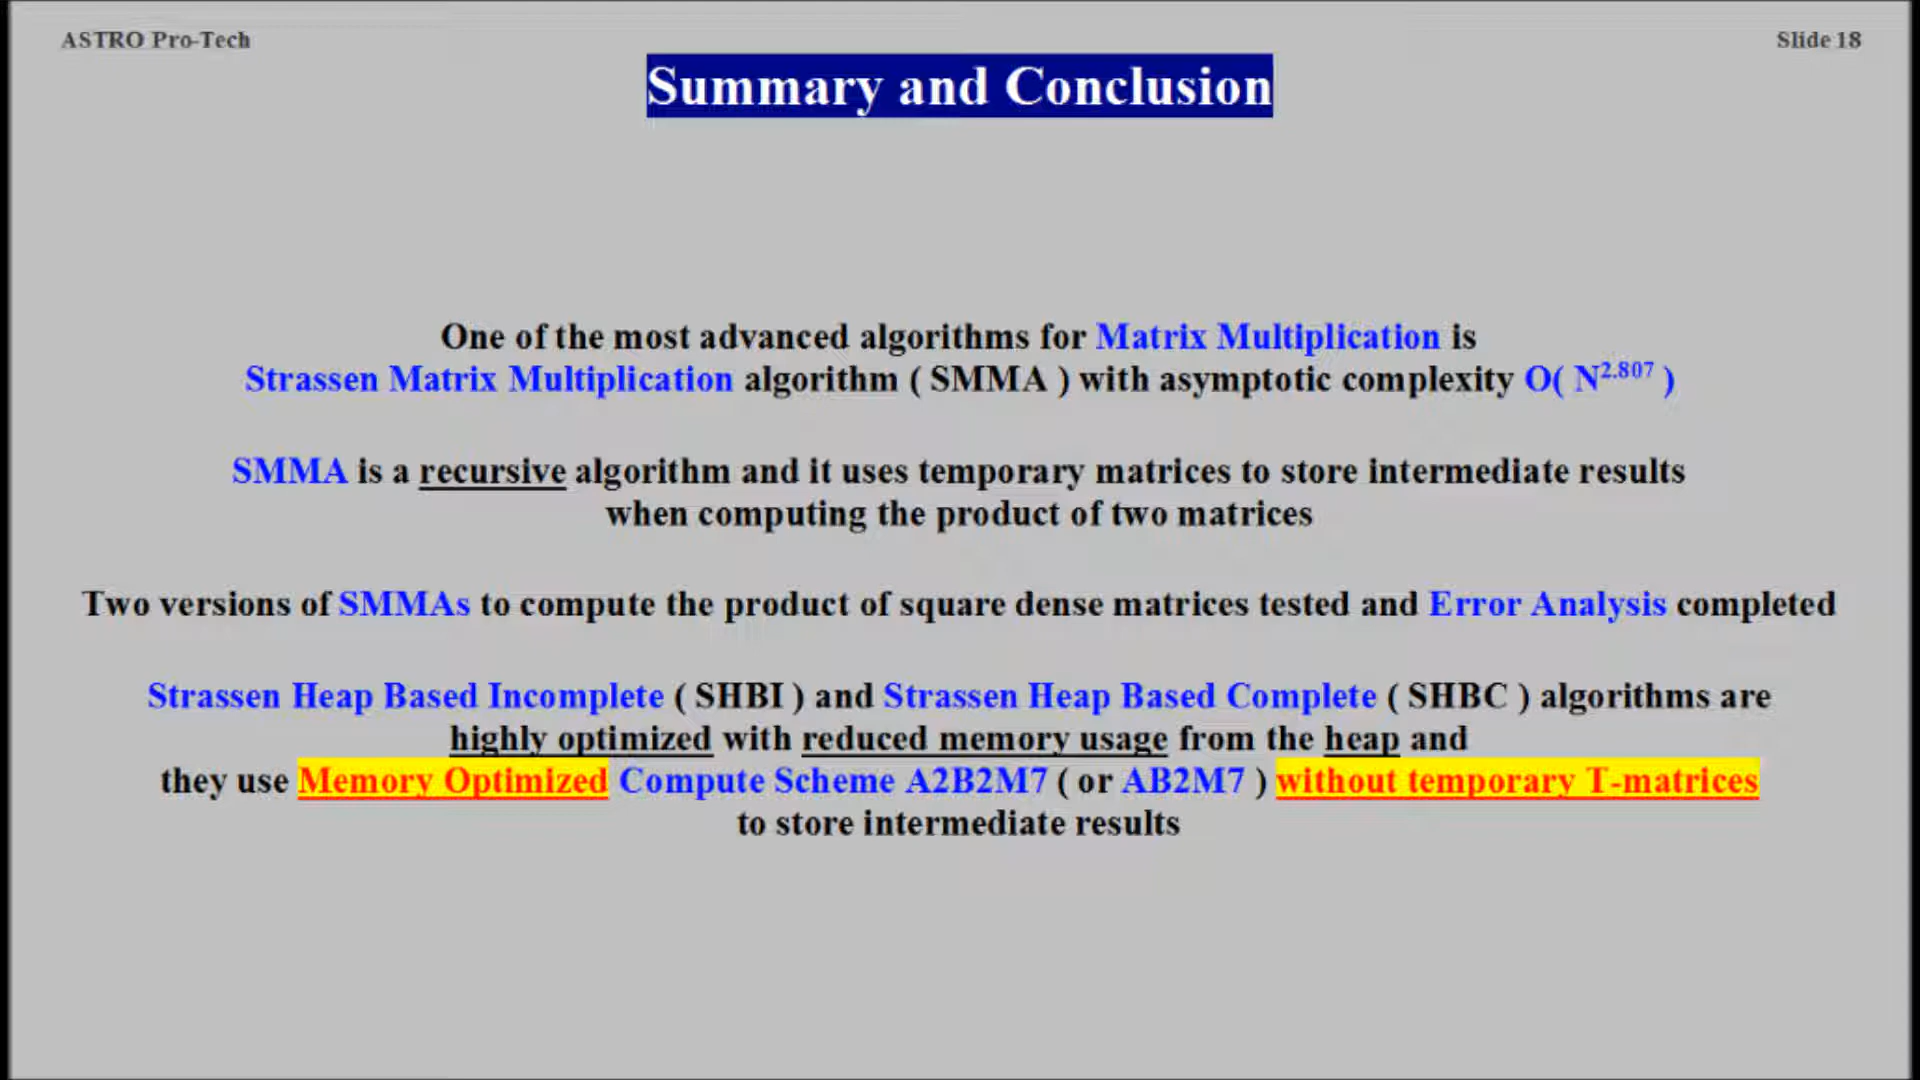 ASTRO Pro-Tech
Slide 18
Summary and Conclusion
One of the most advanced algorithms for Matrix Multiplication is
Strassen Matrix Multiplication algorithm ( SMMA ) with asymptotic complexity O( N^2.807 )
SMMA is a recursive algorithm and it uses temporary matrices to store intermediate results
when computing the product of two matrices
Two versions of SMMAs to compute the product of square dense matrices tested and Error Analysis completed
Strassen Heap Based Incomplete ( SHBI ) and Strassen Heap Based Complete ( SHBC ) algorithms are
highly optimized with reduced memory usage from the heap and
they use Memory Optimized Compute Scheme A2B2M7 ( or AB2M7 ) without temporary T-matrices
to store intermediate results